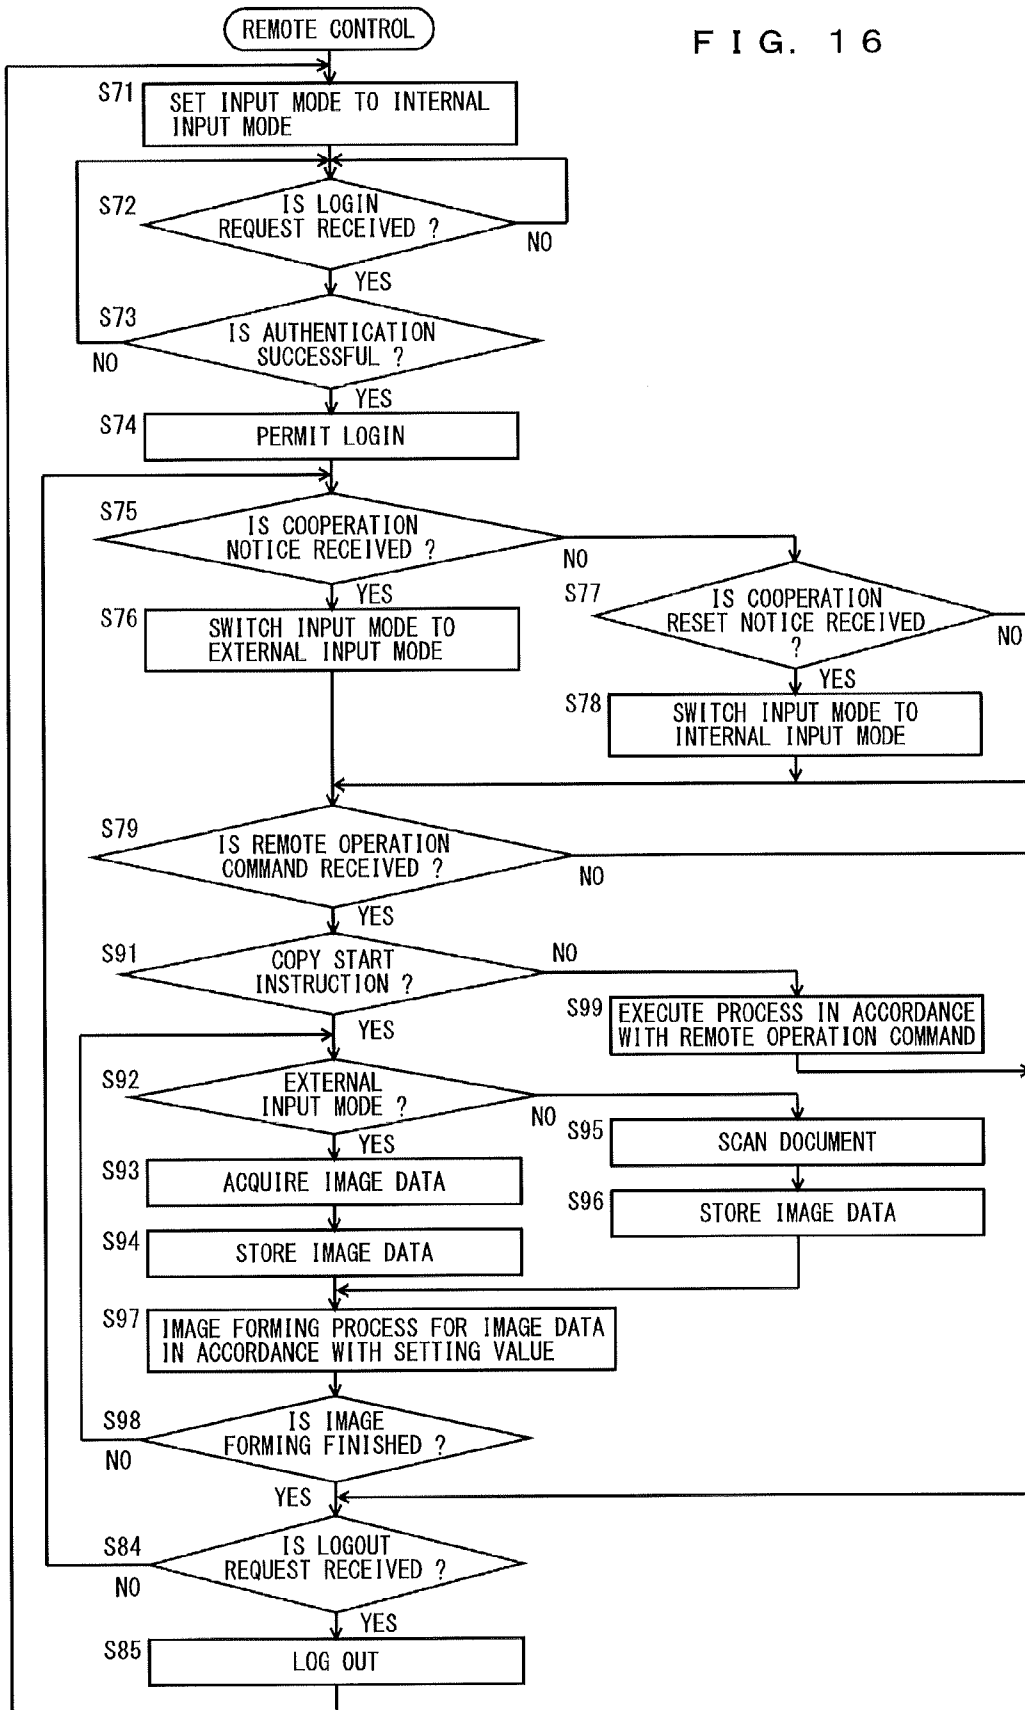 REMOTE CONTROL
F I G. 1 6
S71
SET INPUT MODE TO INTERNAL
INPUT MODE
S72
IS LOGIN
REQUEST RECEIVED ?
NO
YES
S73
IS AUTHENTICATION
SUCCESSFUL ?
NO
YES
S74
PERMIT LOGIN
S75
IS COOPERATION
NOTICE RECEIVED ?
NO
YES
S76
SWITCH INPUT MODE TO
EXTERNAL INPUT MODE
S77
IS COOPERATION
RESET NOTICE RECEIVED
?
NO
YES
S78
SWITCH INPUT MODE TO
INTERNAL INPUT MODE
S79
IS REMOTE OPERATION
COMMAND RECEIVED ?
NO
YES
S91
COPY START
INSTRUCTION ?
NO
YES
S99
EXECUTE PROCESS IN ACCORDANCE
WITH REMOTE OPERATION COMMAND
S92
EXTERNAL
INPUT MODE ?
NO
YES
S95
SCAN DOCUMENT
S93
ACQUIRE IMAGE DATA
S96
STORE IMAGE DATA
S94
STORE IMAGE DATA
S97
IMAGE FORMING PROCESS FOR IMAGE DATA
IN ACCORDANCE WITH SETTING VALUE
S98
IS IMAGE
FORMING FINISHED ?
NO
YES
S84
IS LOGOUT
REQUEST RECEIVED ?
NO
YES
S85
LOG OUT